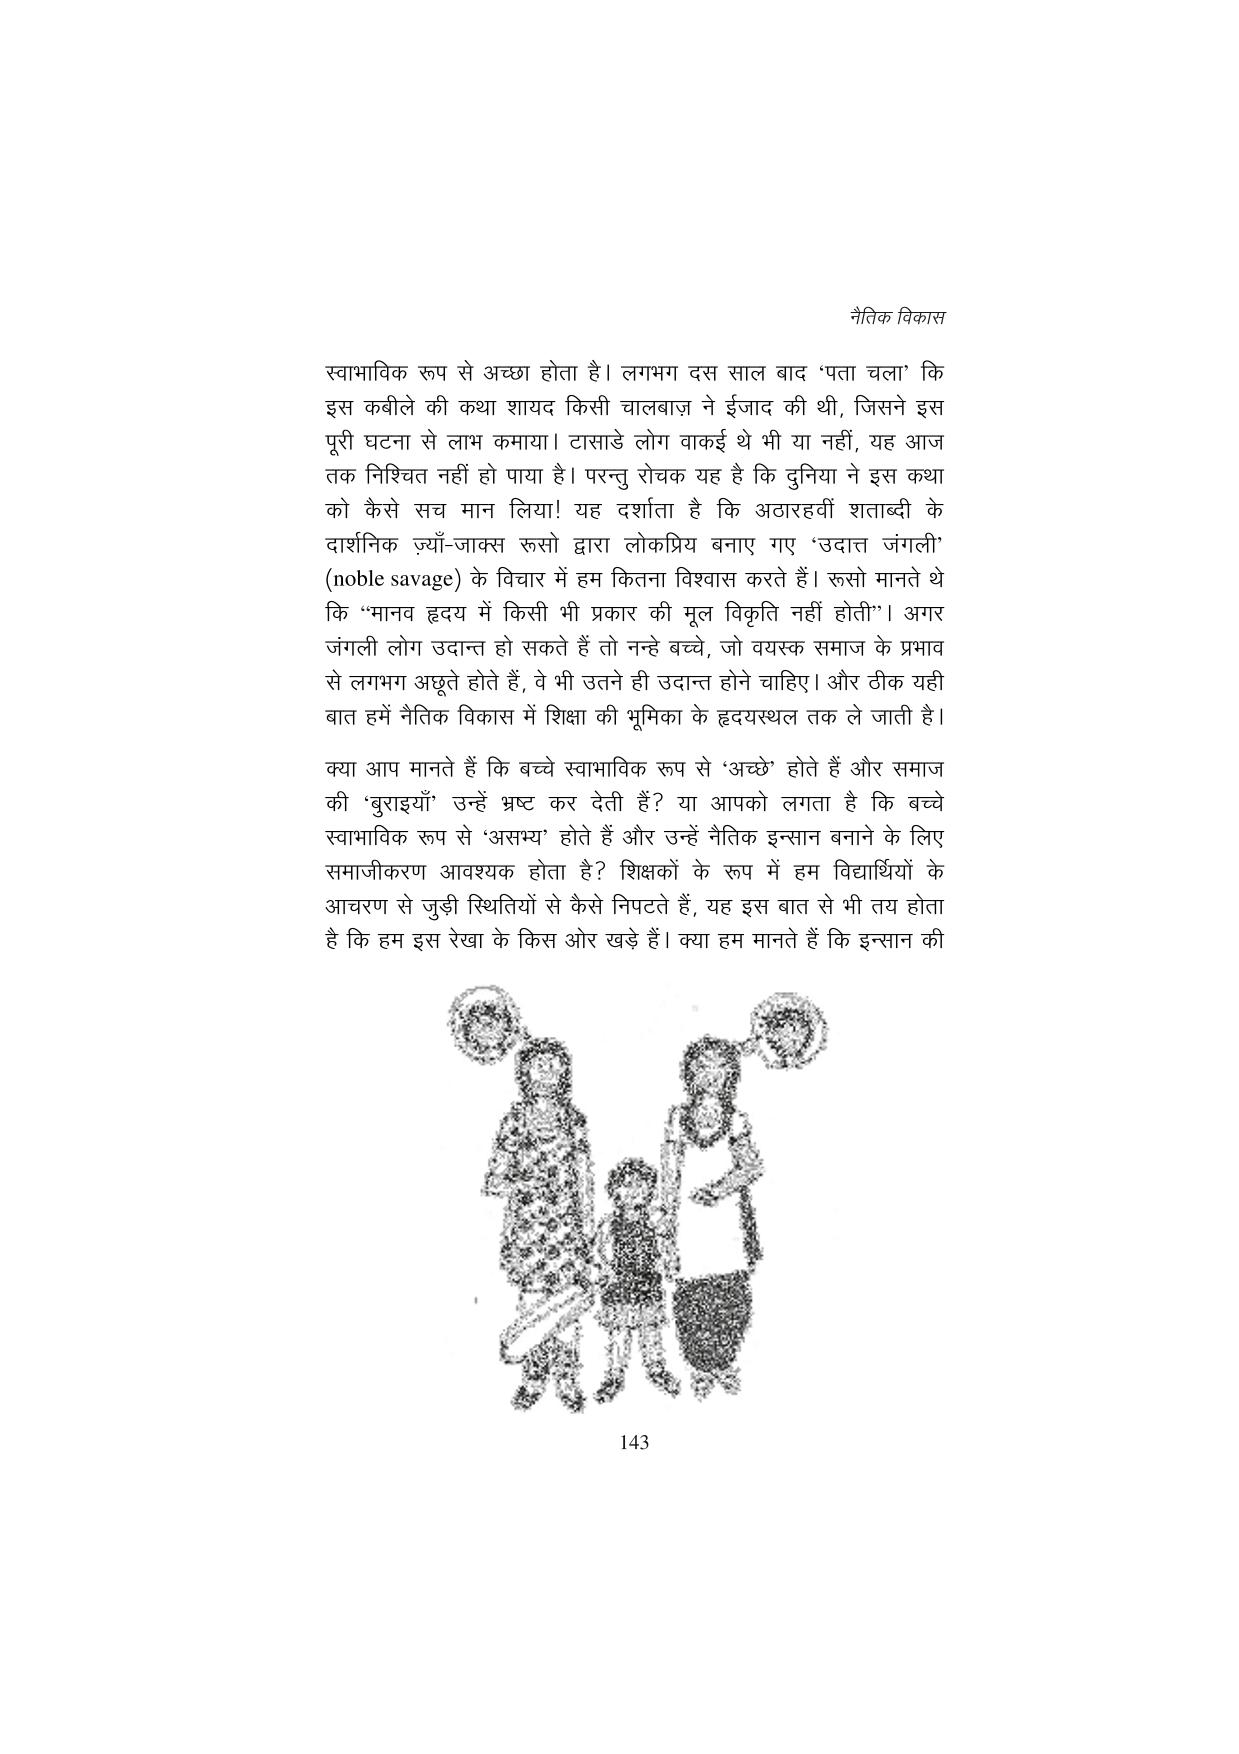 नैतिक विकास
स्वाभाविक रूप से अच्छा होता है। लगभग दस साल बाद ‘पता चला’ कि
इस कबीले की कथा शायद किसी चालबाज़ ने ईजाद की थी, जिसने इस
पूरी घटना से लाभ कमाया। टासाडे लोग वाकई थे भी या नहीं, यह आज
तक निश्चित नहीं हो पाया है। परन्तु रोचक यह है कि दुनिया ने इस कथा
को कैसे सच मान लिया! यह दर्शाता है कि अठारहवीं शताब्दी के
दार्शनिक ज़्याँ-जाक्स रूसो द्वारा लोकप्रिय बनाए गए ‘उदात्त जंगली’
(noble savage) के विचार में हम कितना विश्वास करते हैं। रूसो मानते थे
कि “मानव हृदय में किसी भी प्रकार की मूल विकृति नहीं होती”। अगर
जंगली लोग उदान्त हो सकते हैं तो नन्हे बच्चे, जो वयस्क समाज के प्रभाव
से लगभग अछूते होते हैं, वे भी उतने ही उदान्त होने चाहिए। और ठीक यही
बात हमें नैतिक विकास में शिक्षा की भूमिका के हृदयस्थल तक ले जाती है।
क्या आप मानते हैं कि बच्चे स्वाभाविक रूप से ‘अच्छे’ होते हैं और समाज
की ‘बुराइयाँ’ उन्हें भ्रष्ट कर देती हैं? या आपको लगता है कि बच्चे
स्वाभाविक रूप से ‘असभ्य’ होते हैं और उन्हें नैतिक इन्सान बनाने के लिए
समाजीकरण आवश्यक होता है? शिक्षकों के रूप में हम विद्यार्थियों के
आचरण से जुड़ी स्थितियों से कैसे निपटते हैं, यह इस बात से भी तय होता
है कि हम इस रेखा के किस ओर खड़े हैं। क्या हम मानते हैं कि इन्सान की
143